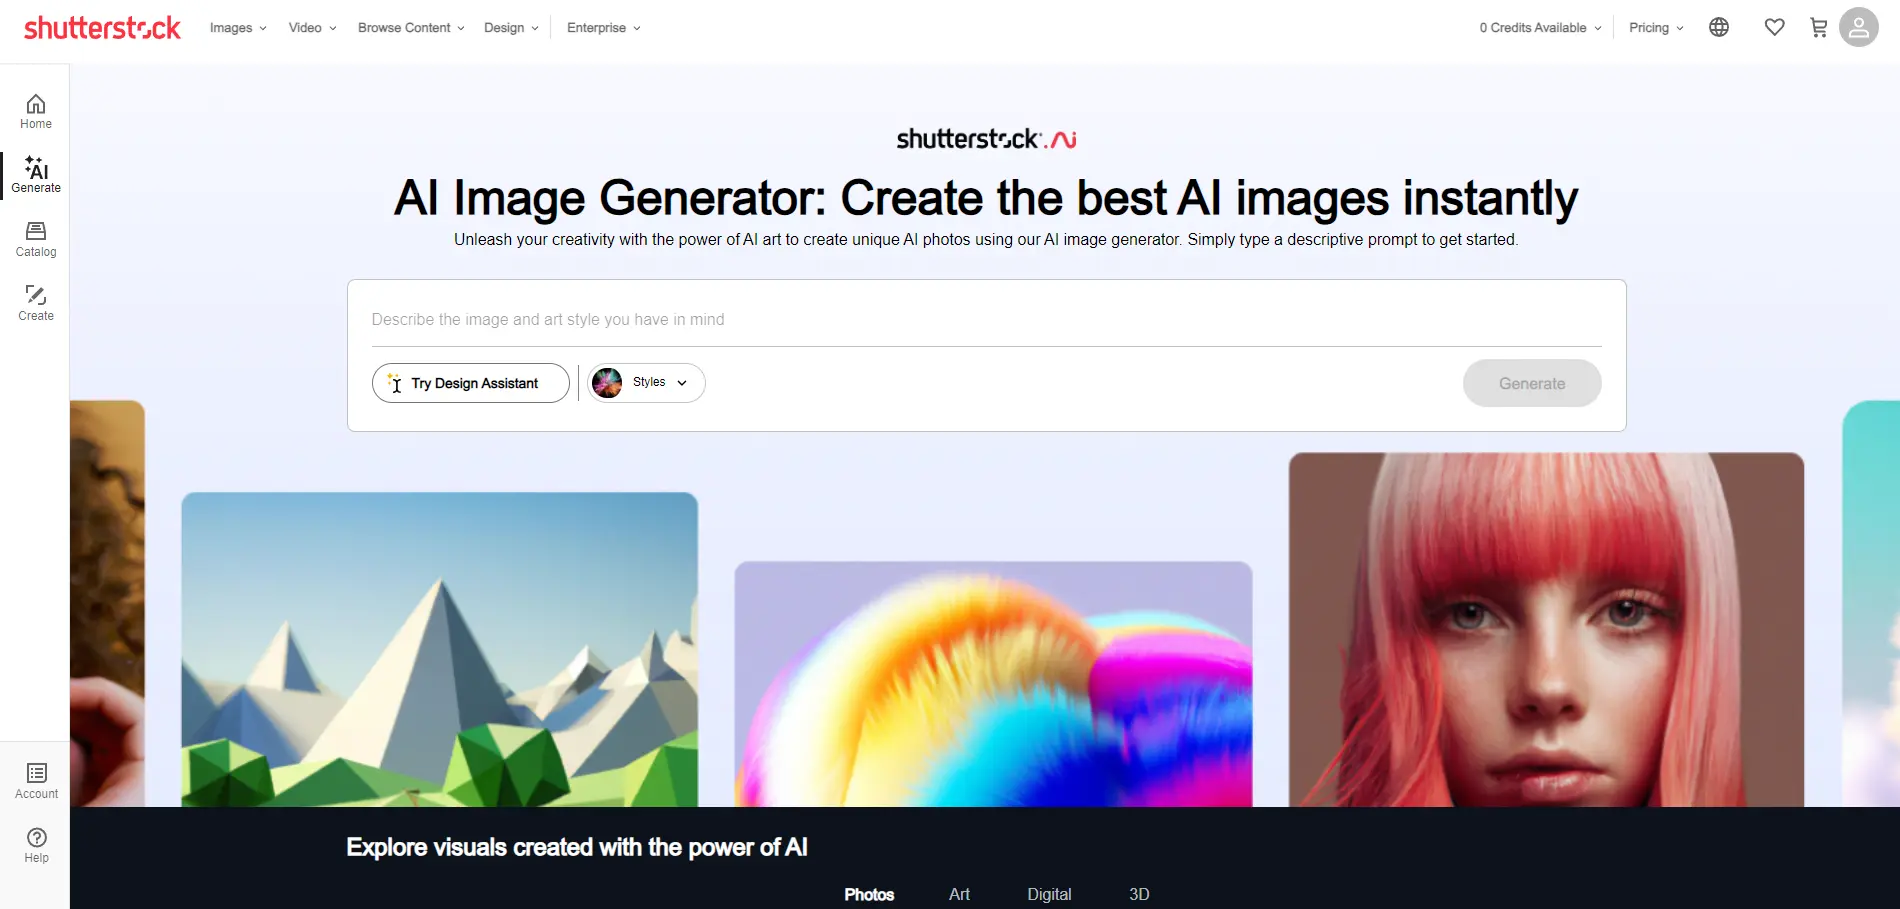 shutterstock
Images
Video
Browse Content
Design
Enterprise
0 Credits Available
Pricing
Home
AI
Generate
Catalog
Create
Account
Help
shutterstock.Ai
AI Image Generator: Create the best AI images instantly
Unleash your creativity with the power of AI art to create unique AI photos using our AI image generator. Simply type a descriptive prompt to get started.
Describe the image and art style you have in mind
Try Design Assistant
Styles
Generate
Explore visuals created with the power of AI
Photos
Art
Digital
3D